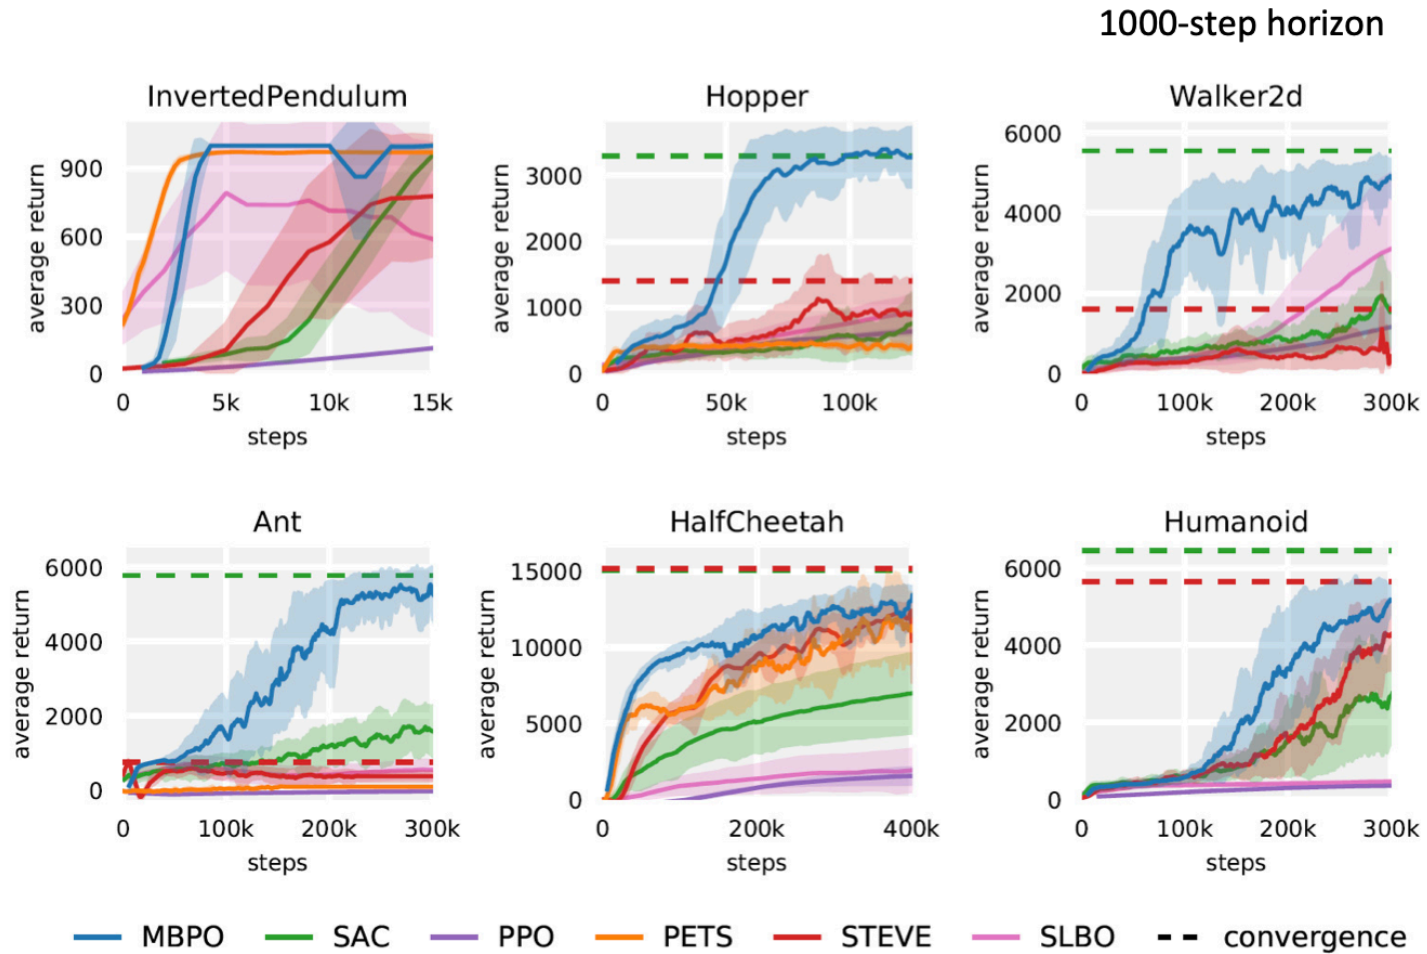 1000-step horizon
InvertedPendulum
average return
900
600
300
0
0 5k 10k 15k
steps
Hopper
average return
3000
2000
1000
0
0 50k 100k
steps
Walker2d
average return
6000
4000
2000
0
0 100k 200k 300k
steps
Ant
average return
6000
4000
2000
0
0 100k 200k 300k
steps
HalfCheetah
average return
15000
10000
5000
0
0 200k 400k
steps
Humanoid
average return
6000
4000
2000
0
0 100k 200k 300k
steps
MBPO SAC PPO PETS STEVE SLBO convergence